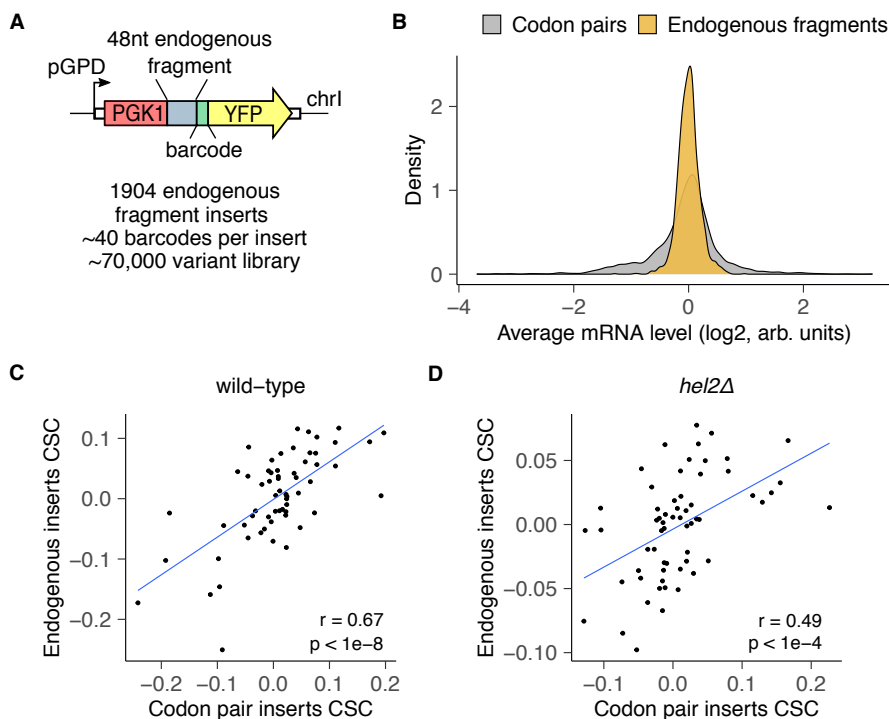 A
48nt endogenous
fragment
pGPD
chrI
PGK1
YFP
barcode
1904 endogenous
fragment inserts
~40 barcodes per insert
~70,000 variant library
B
Codon pairs
Endogenous fragments
Density
2
1
0
−4
−2
0
2
Average mRNA level (log2, arb. units)
C
wild−type
Endogenous inserts CSC
0.1
0.0
−0.1
−0.2
r = 0.67
p < 1e−8
−0.2
−0.1
0.0
0.1
0.2
Codon pair inserts CSC
D
hel2Δ
Endogenous inserts CSC
0.05
0.00
−0.05
−0.10
r = 0.49
p < 1e−4
−0.1
0.0
0.1
0.2
Codon pair inserts CSC